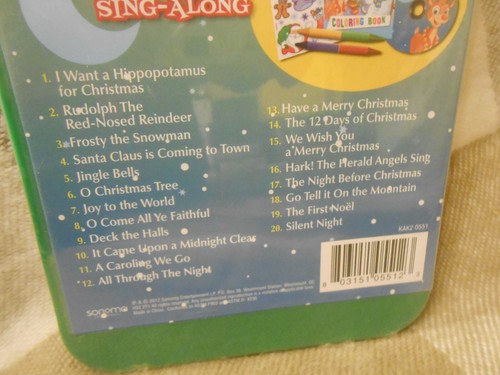 SING-ALONG
COLORING BOOK
1. I Want a Hippopotamus
for Christmas
2. Rudolph The
Red-Nosed Reindeer
3. Frosty the Snowman
4. Santa Claus is Coming to Town
5. Jingle Bells
6. O Christmas Tree
7. Joy to the World
8. O Come All Ye Faithful
9. Deck the Halls
10. It Came Upon a Midnight Clear
11. A Caroling We Go
12. All Through The Night
13. Have a Merry Christmas
14. The 12 Days of Christmas
15. We Wish You
a Merry Christmas
16. Hark! The Herald Angels Sing
17. The Night Before Christmas
18. Go Tell it On the Mountain
19. The First Noël
20. Silent Night
sonoma
8 03151 05512